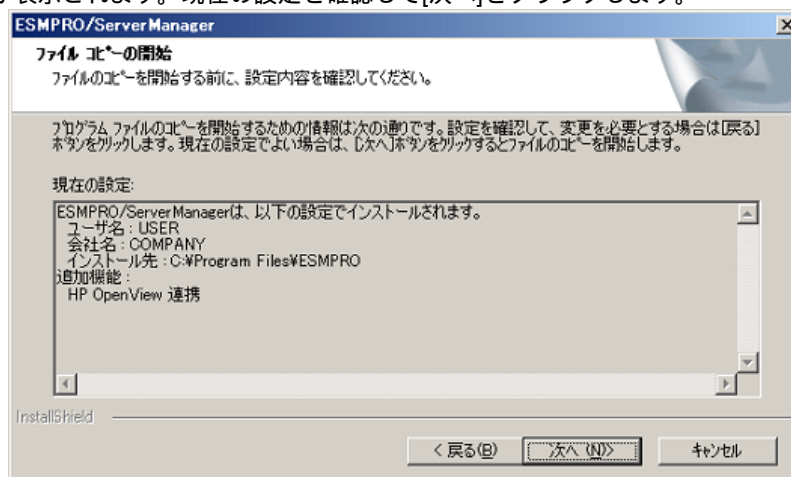 が表示されます。現在の設定を確認して[次へ]をクリックします。
ESMPRO/ServerManager
ファイル コピーの開始
ファイルのコピーを開始する前に、設定内容を確認してください。
プログラム ファイルのコピーを開始するための情報は次の通りです。設定を確認して、変更を必要とする場合は[戻る]
ボタンをクリックします。現在の設定でよい場合は、[次へ]ボタンをクリックするとファイルのコピーを開始します。
現在の設定:
ESMPRO/ServerManagerは、以下の設定でインストールされます。
ユーザ名 : USER
会社名 : COMPANY
インストール先 : C:¥Program Files¥ESMPRO
追加機能 :
HP OpenView 連携
InstallShield
< 戻る(B) 次へ (N)> キャンセル